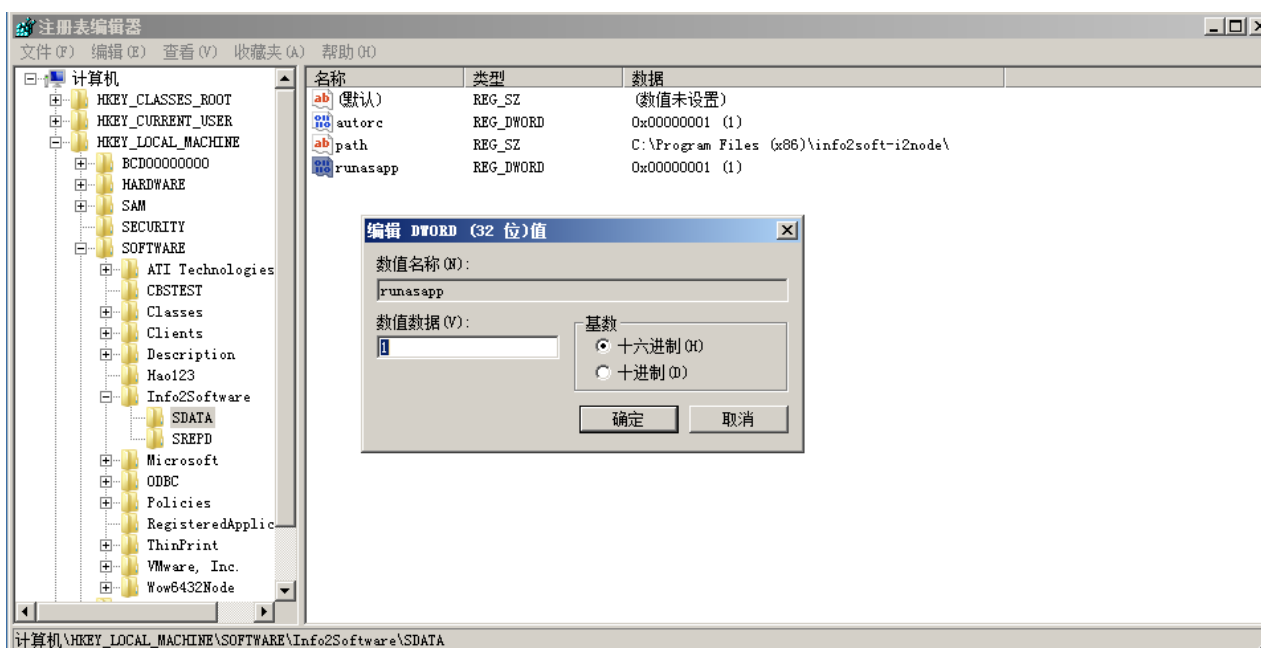 注册表编辑器
文件(F) 编辑(E) 查看(V) 收藏夹(A) 帮助(H)
计算机
HKEY_CLASSES_ROOT
HKEY_CURRENT_USER
HKEY_LOCAL_MACHINE
BCD00000000
HARDWARE
SAM
SECURITY
SOFTWARE
ATI Technologies
CBSTEST
Classes
Clients
Description
Hao123
Info2Software
SDATA
SREPD
Microsoft
ODBC
Policies
RegisteredApplic
ThinPrint
VMware, Inc.
Wow6432Node
名称 类型 数据
(默认) REG_SZ (数值未设置)
autorc REG_DWORD 0x00000001 (1)
path REG_SZ C:\Program Files (x86)\info2soft-i2node\
runasapp REG_DWORD 0x00000001 (1)
编辑 DWORD (32 位)值
数值名称(N):
runasapp
数值数据(V):
1
基数
十六进制(H)
十进制(D)
确定 取消
计算机\HKEY_LOCAL_MACHINE\SOFTWARE\Info2Software\SDATA